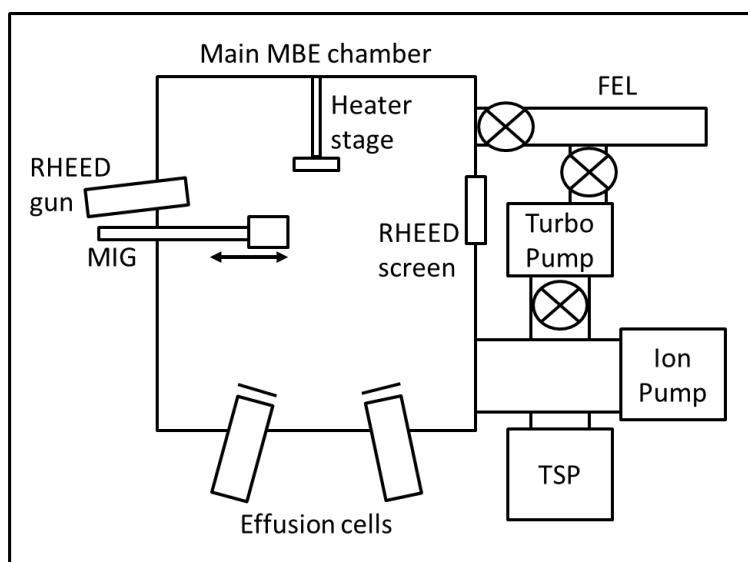 Main MBE chamber
Heater
stage
FEL
RHEED
gun
MIG
RHEED
screen
Turbo
Pump
Ion
Pump
TSP
Effusion cells